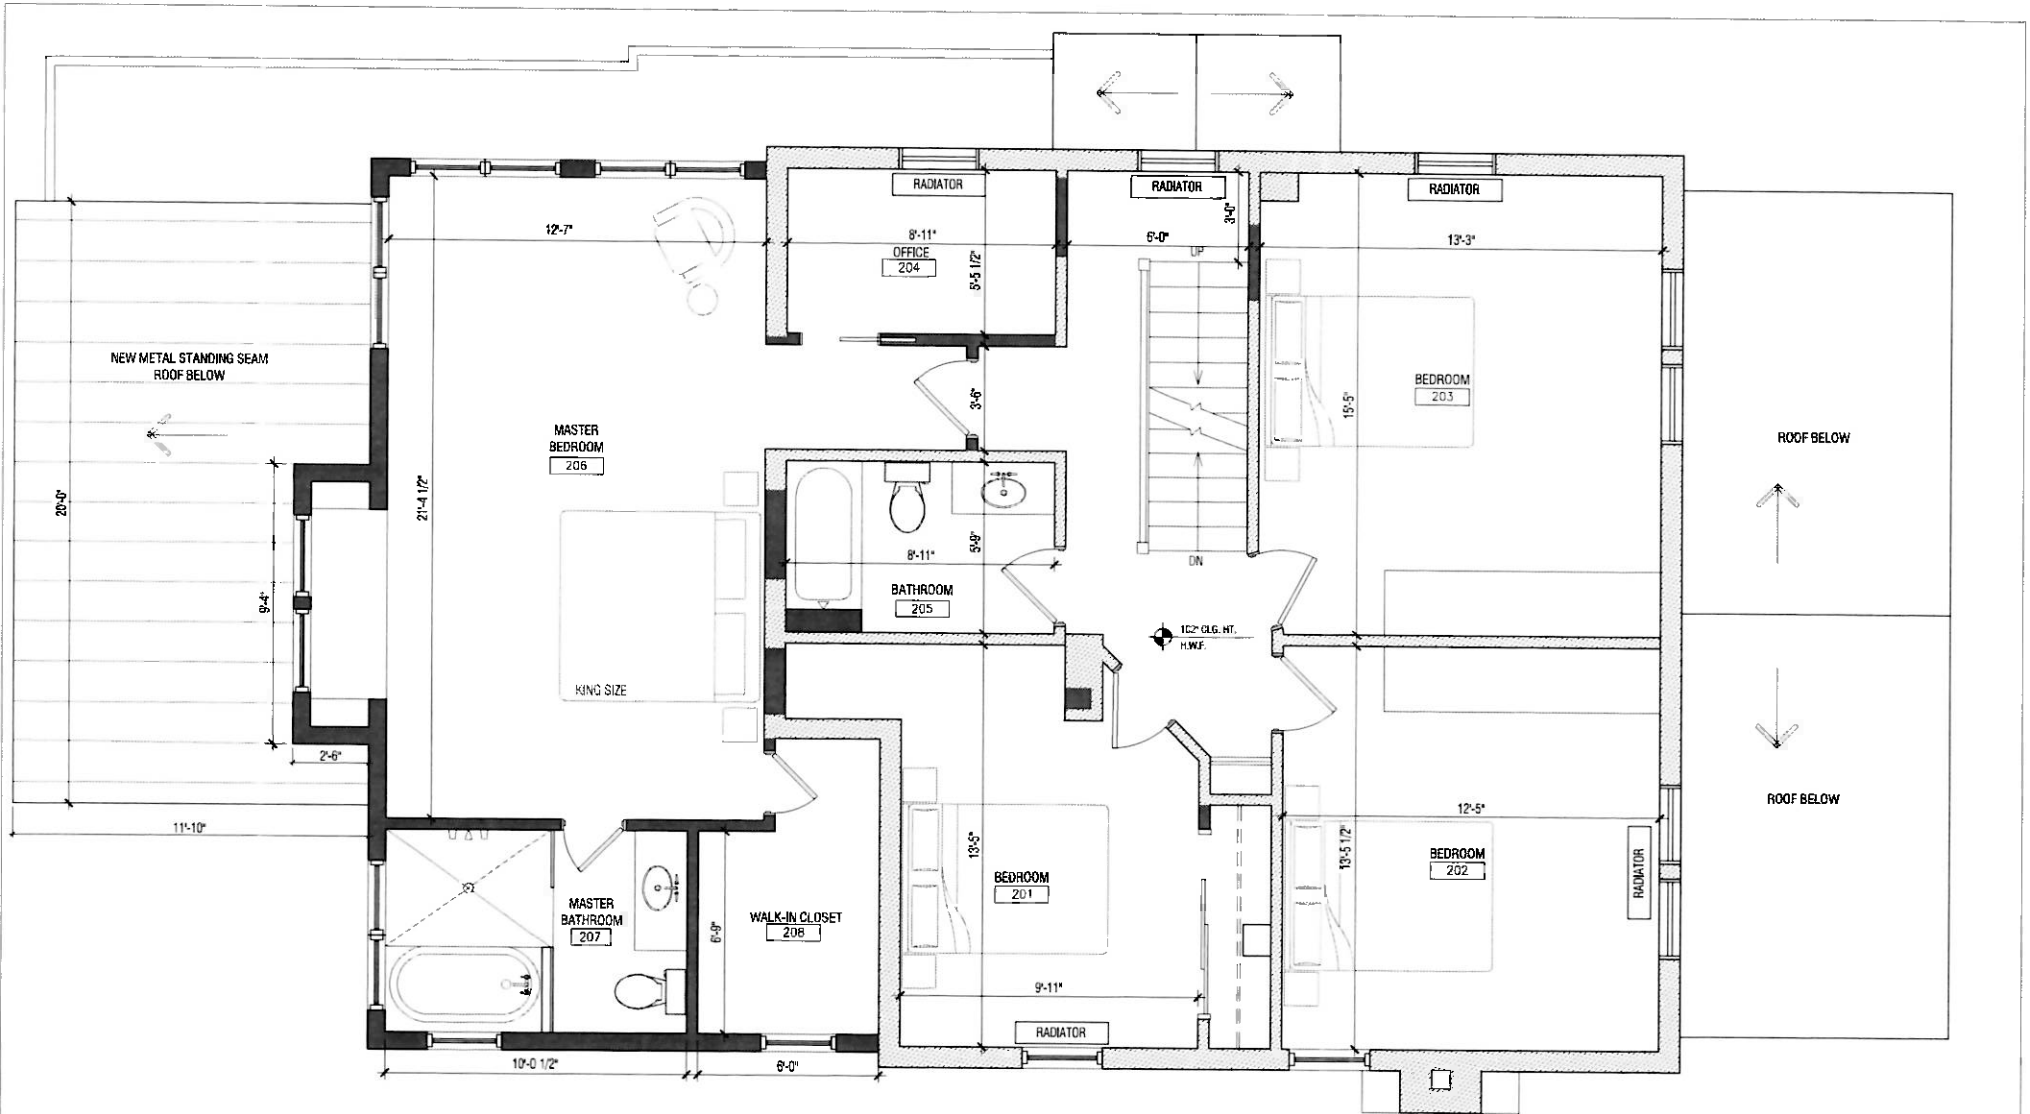 RADIATOR
RADIATOR
RADIATOR
3'-0"
12'-7"
8'-11"
6'-0"
13'-3"
OFFICE
204
UP
5'-5 1/2"
NEW METAL STANDING SEAM
ROOF BELOW
BEDROOM
203
3'-6"
15'-5"
MASTER
BEDROOM
206
ROOF BELOW
20'-0"
21'-4 1/2"
5'-9"
8'-11"
DN
BATHROOM
205
9'-4"
102" CLG. HT.
H.W.F.
KING SIZE
2'-6"
ROOF BELOW
12'-5"
11'-10"
13'-5"
13'-5 1/2"
BEDROOM
202
RADIATOR
BEDROOM
201
MASTER
BATHROOM
207
WALK-IN CLOSET
208
6'-9"
9'-11"
RADIATOR
10'-0 1/2"
6'-0"